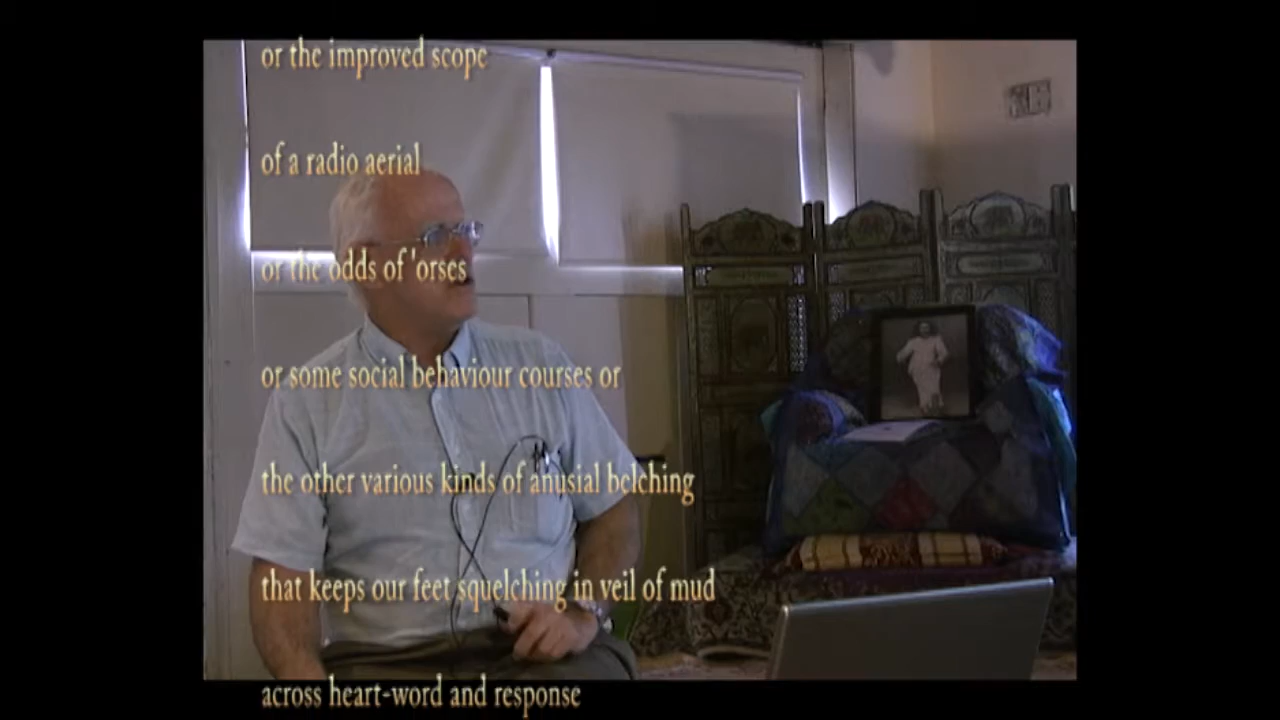 or the improved scope
of a radio aerial
or the odds of 'orses
or some social behaviour courses or
the other various kinds of anusial belching
that keeps our feet squelching in veil of mud
across heart-word and response